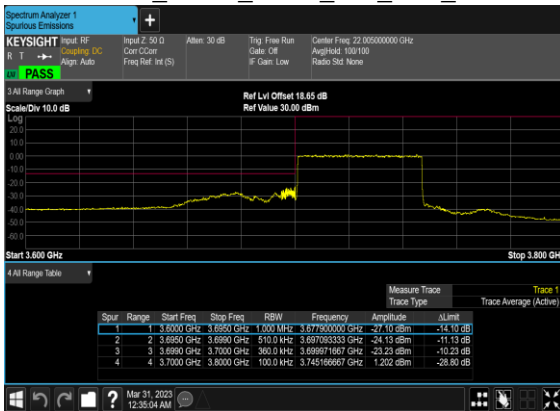 Spectrum Analyzer 1
Spurious Emissions
KEYSIGHT Input: RF Input Z: 50 Ω Atten: 30 dB Trig: Free Run Center Freq: 22.005000000 GHz
R T Coupling: DC Corr CCorr Gate: Off Avg|Hold: 100/100
Align: Auto Freq Ref: Int (S) IF Gain: Low Radio Std: None
LXI PASS
3 All Range Graph
Ref Lvl Offset 18.65 dB
Scale/Div 10.0 dB Ref Value 30.00 dBm
Log
20.0
10.0
0.00
-10.0
-20.0
-30.0
-40.0
-50.0
-60.0
Start 3.600 GHz Stop 3.800 GH
4 All Range Table
Measure Trace Trace 1
Trace Type Trace Average (Active)
Spur Range Start Freq Stop Freq RBW Frequency Amplitude ΔLimit
1 1 3.6000 GHz 3.6950 GHz 1.000 MHz 3.677900000 GHz -27.10 dBm -14.10 dB
2 2 3.6950 GHz 3.6990 GHz 510.0 kHz 3.697093333 GHz -24.13 dBm -11.13 dB
3 3 3.6990 GHz 3.7000 GHz 360.0 kHz 3.699971667 GHz -23.23 dBm -10.23 dB
4 4 3.7000 GHz 3.8000 GHz 100.0 kHz 3.745166667 GHz 1.202 dBm -28.80 dB
? Mar 31, 2023
12:35:04 AM